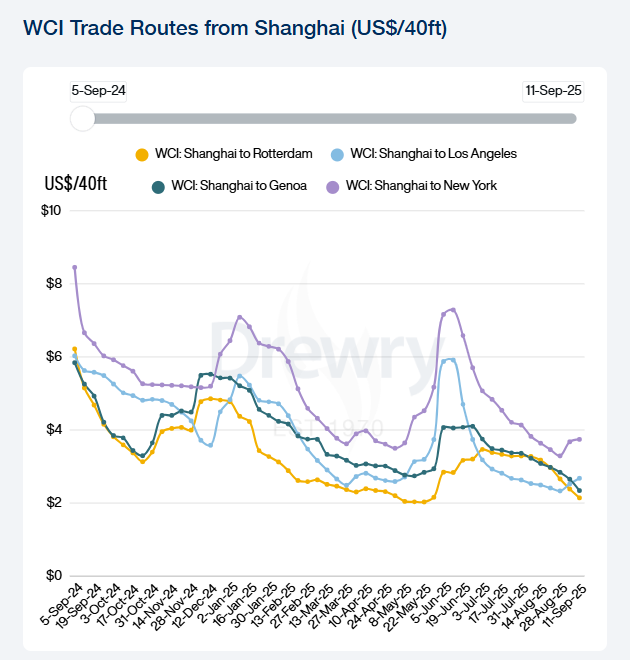 WCI Trade Routes from Shanghai (US$/40ft)
5-Sep-24
11-Sep-25
WCI: Shanghai to Rotterdam
WCI: Shanghai to Los Angeles
US$/40ft
WCI: Shanghai to Genoa
WCI: Shanghai to New York
$10
$8
$6
$4
$2
$0
Drewry
EST. 1970
5-Sep-24
19-Sep-24
3-Oct-24
17-Oct-24
31-Oct-24
14-Nov-24
28-Nov-24
12-Dec-24
2-Jan-25
16-Jan-25
30-Jan-25
13-Feb-25
27-Feb-25
13-Mar-25
27-Mar-25
10-Apr-25
24-Apr-25
8-May-25
22-May-25
5-Jun-25
19-Jun-25
3-Jul-25
17-Jul-25
31-Jul-25
14-Aug-25
28-Aug-25
11-Sep-25